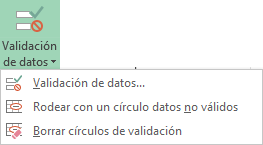 Validación
de datos
Validación de datos...
Rodear con un círculo datos no válidos
Borrar círculos de validación